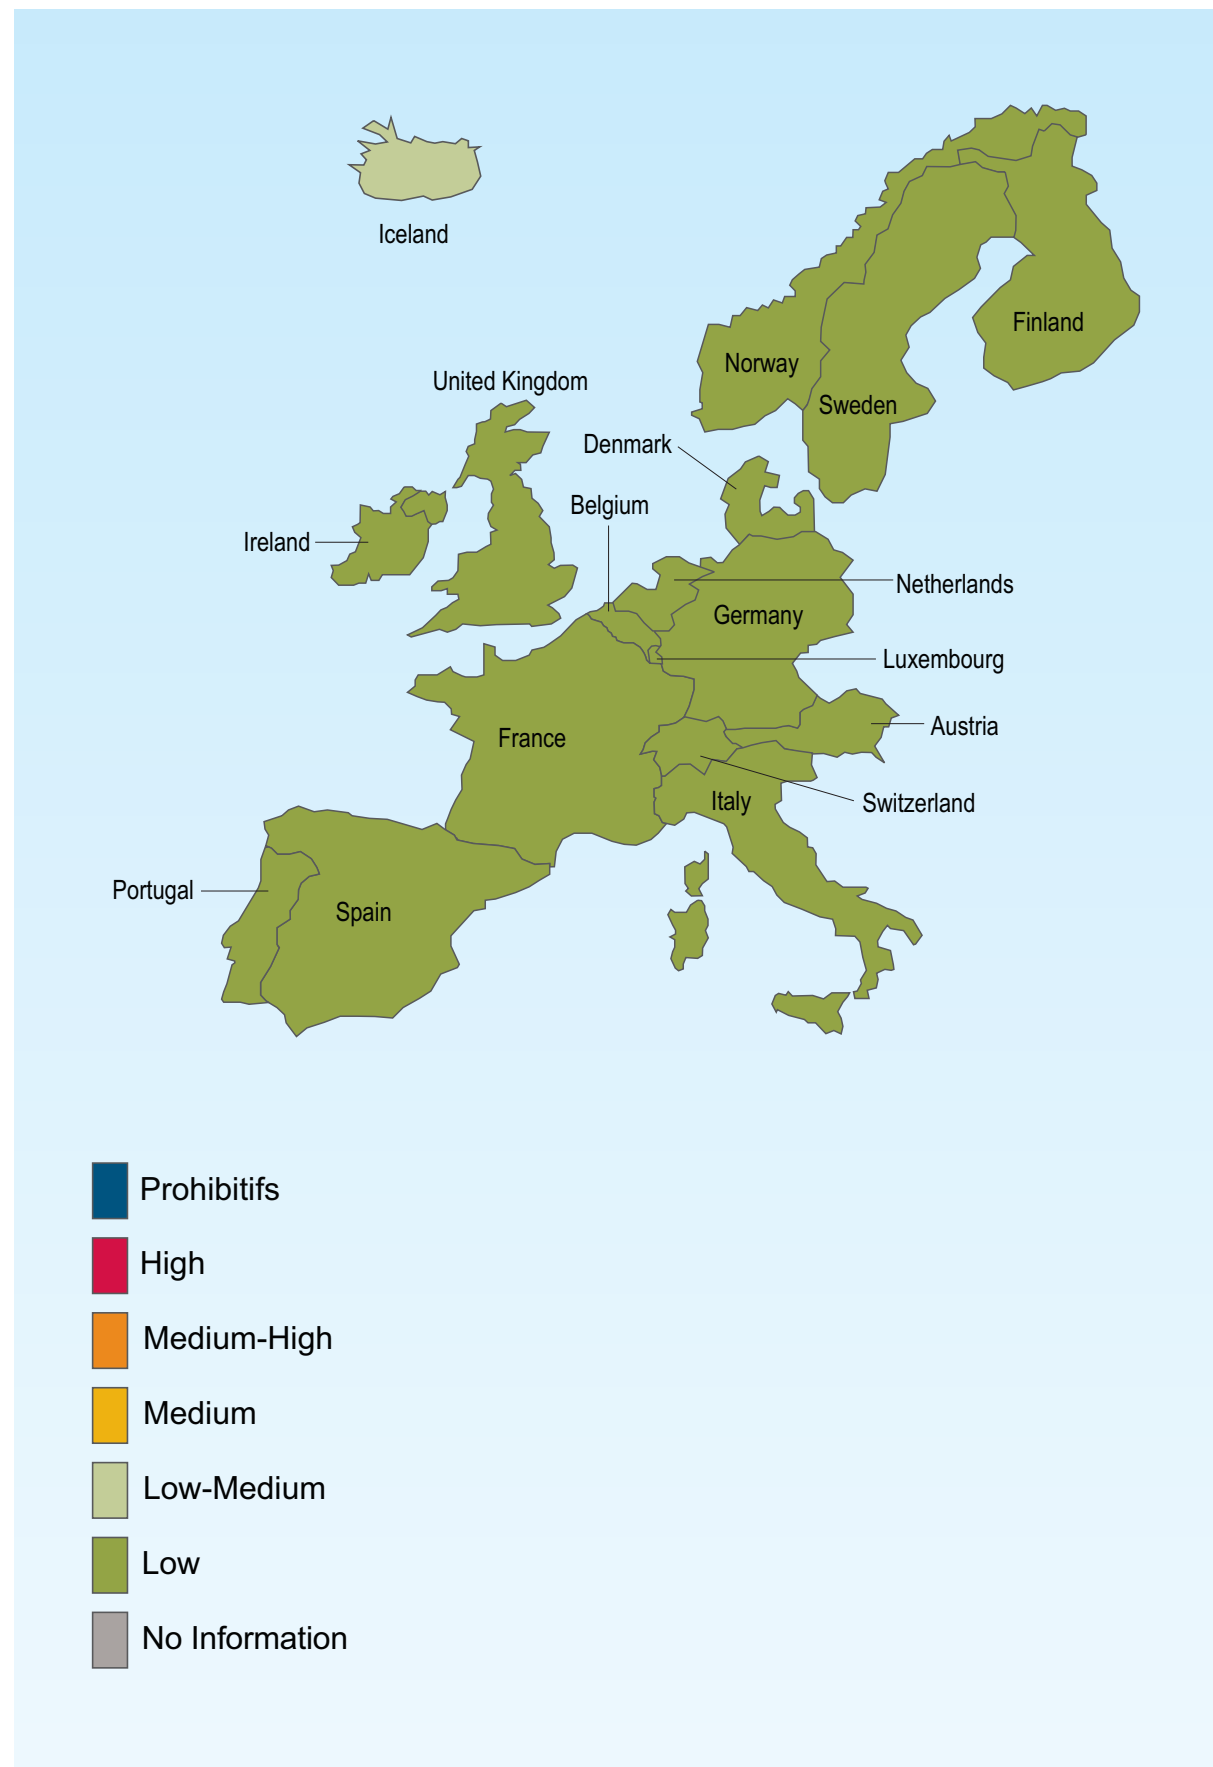 Iceland
Finland
Norway
United Kingdom
Sweden
Denmark
Belgium
Ireland
Netherlands
Germany
Luxembourg
Austria
France
Italy
Switzerland
Portugal
Spain
Prohibitifs
High
Medium-High
Medium
Low-Medium
Low
No Information